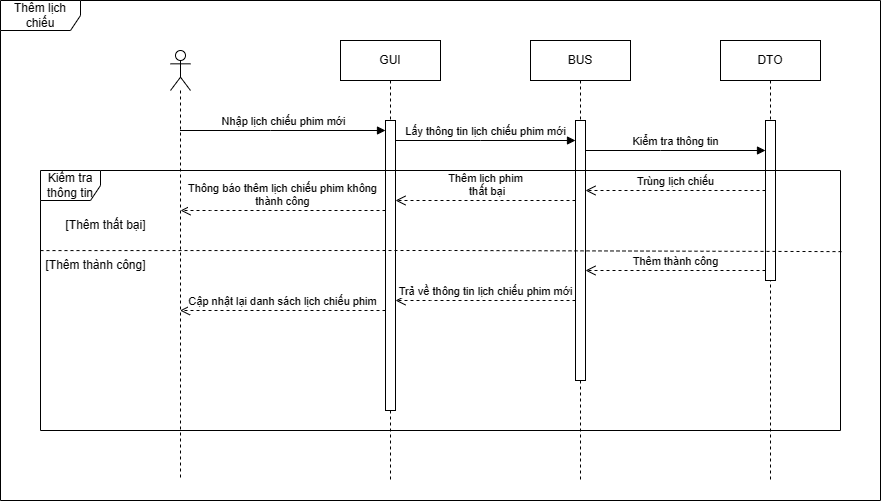 Thêm lịch
chiếu
GUI
BUS
DTO
Nhập lịch chiếu phim mới
Lấy thông tin lịch chiếu phim mới
Kiểm tra thông tin
Kiểm tra
thông tin
Trùng lịch chiếu
Thêm lịch phim
thất bại
Thông báo thêm lịch chiếu phim không
thành công
[Thêm thất bại]
[Thêm thành công]
Thêm thành công
Trả về thông tin lịch chiếu phim mới
Cập nhật lại danh sách lịch chiếu phim